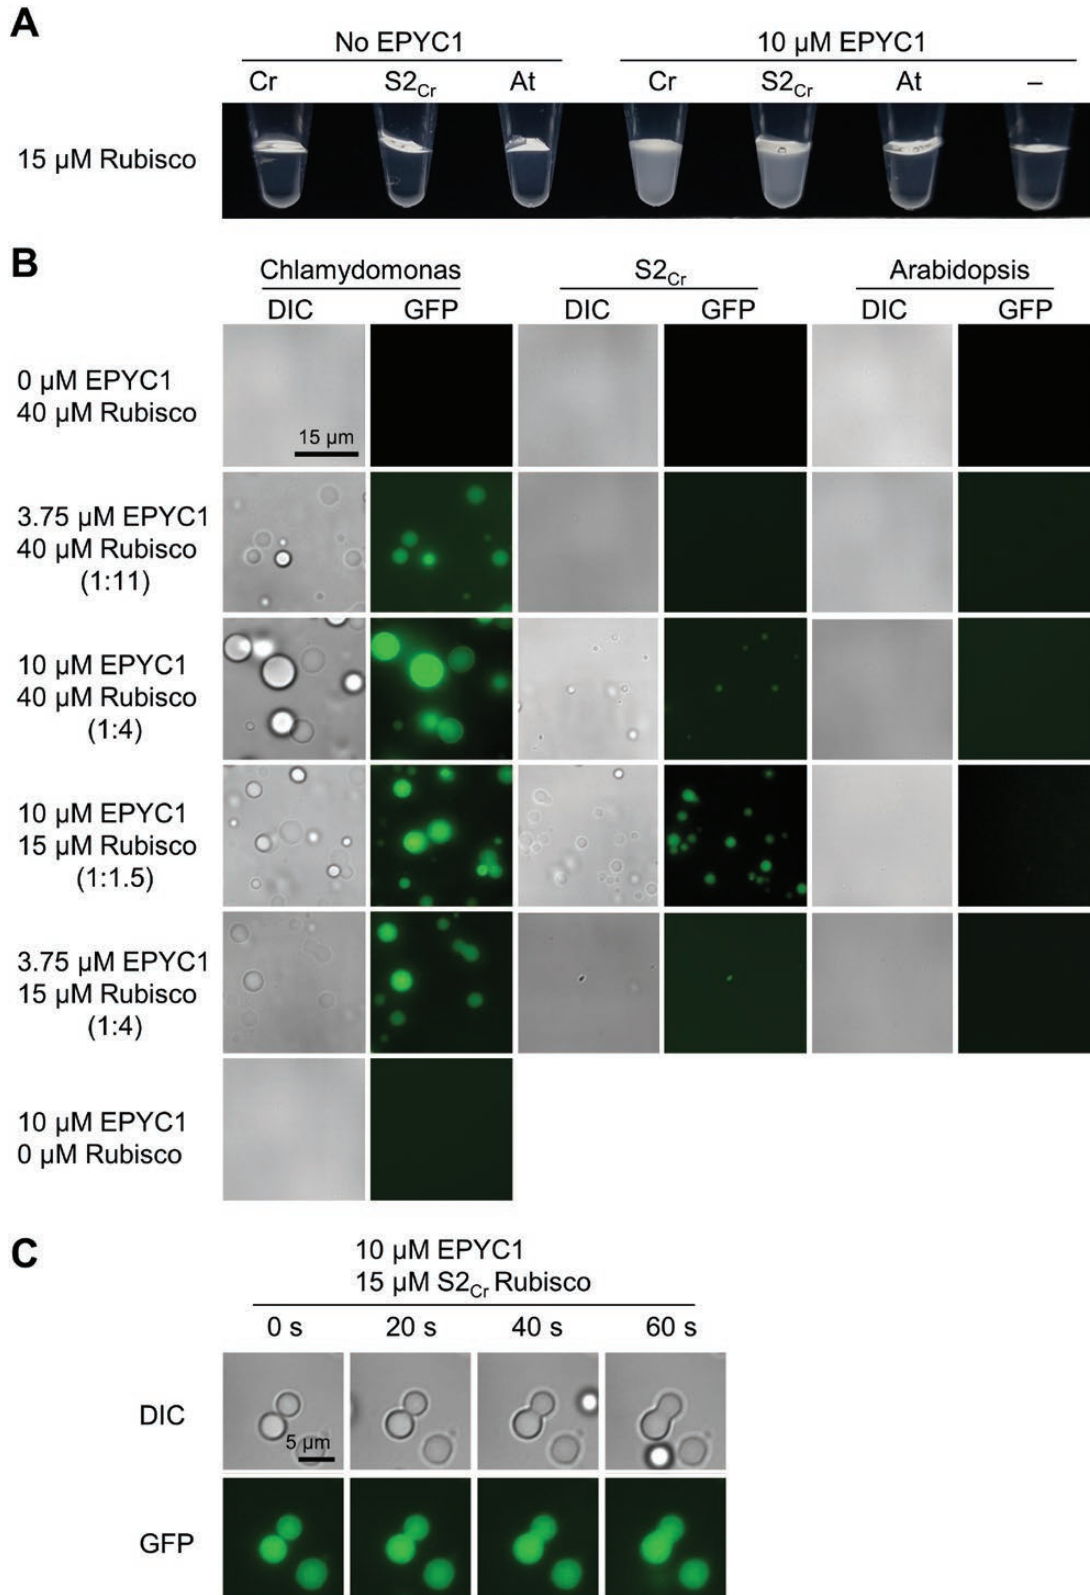 A
No EPYC1 10 µM EPYC1
Cr S2Cr At Cr S2Cr At –
15 µM Rubisco
B
Chlamydomonas S2Cr Arabidopsis
DIC GFP DIC GFP DIC GFP
0 µM EPYC1
40 µM Rubisco
15 µm
3.75 µM EPYC1
40 µM Rubisco
(1:11)
10 µM EPYC1
40 µM Rubisco
(1:4)
10 µM EPYC1
15 µM Rubisco
(1:1.5)
3.75 µM EPYC1
15 µM Rubisco
(1:4)
10 µM EPYC1
0 µM Rubisco
C
10 µM EPYC1
15 µM S2Cr Rubisco
0 s 20 s 40 s 60 s
DIC
5 µm
GFP